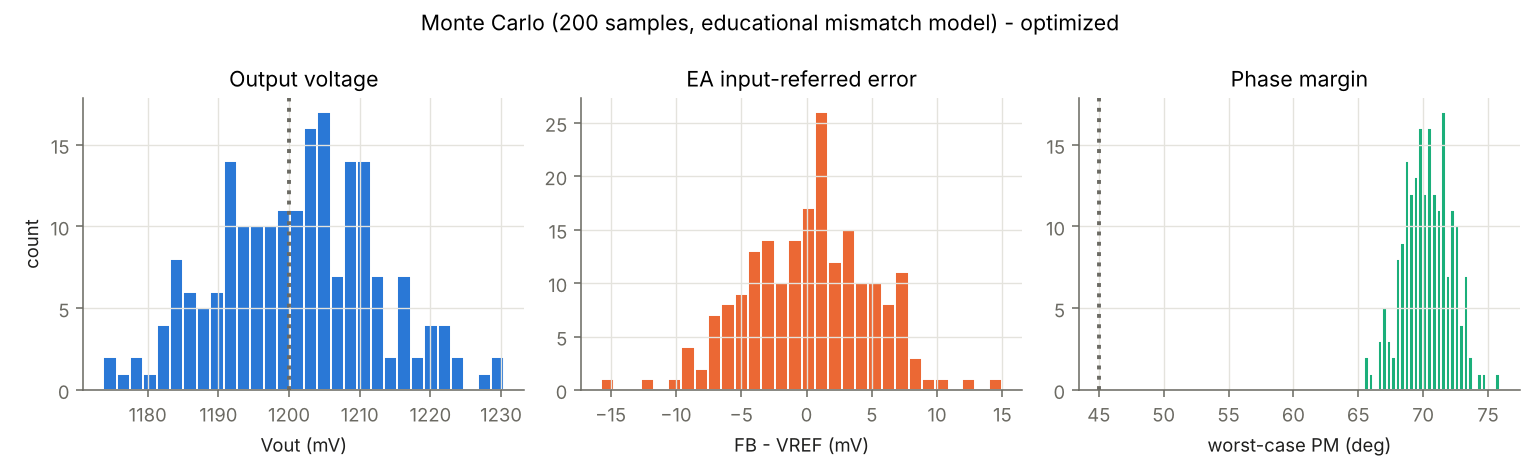 Monte Carlo (200 samples, educational mismatch model) - optimized
Output voltage
count
0
5
10
15
1180 1190 1200 1210 1220 1230
Vout (mV)
EA input-referred error
0
5
10
15
20
25
−15 −10 −5 0 5 10 15
FB - VREF (mV)
Phase margin
0
5
10
15
45 50 55 60 65 70 75
worst-case PM (deg)